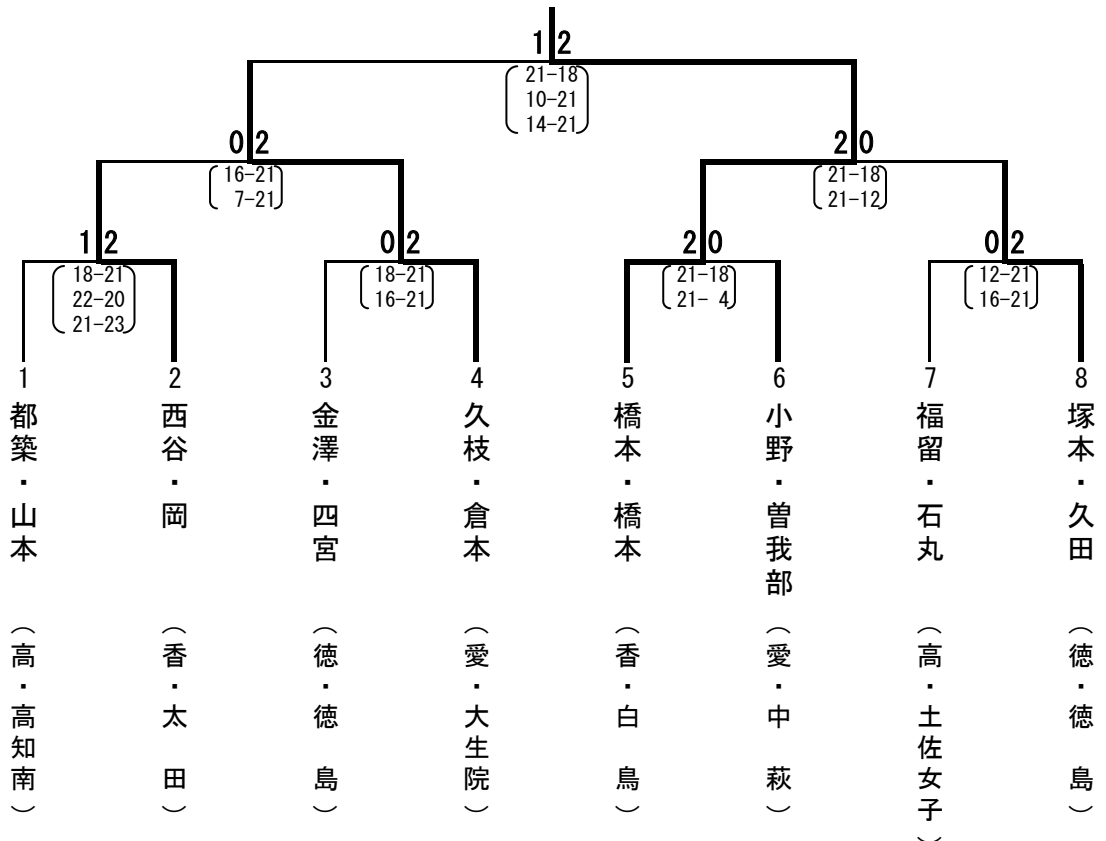 1 2
21-18
10-21
14-21
0 2
16-21
7-21
2 0
21-18
21-12
1 2
18-21
22-20
21-23
0 2
18-21
16-21
2 0
21-18
21- 4
0 2
12-21
16-21
1
都築・山本
（高・高知南）
2
西谷・岡
（香・太 田）
3
金澤・四宮
（徳・徳 島）
4
久枝・倉本
（愛・大生院）
5
橋本・橋本
（香・白 鳥）
6
小野・曽我部
（愛・中 萩）
7
福留・石丸
（高・土佐女子）
8
塚本・久田
（徳・徳 島）